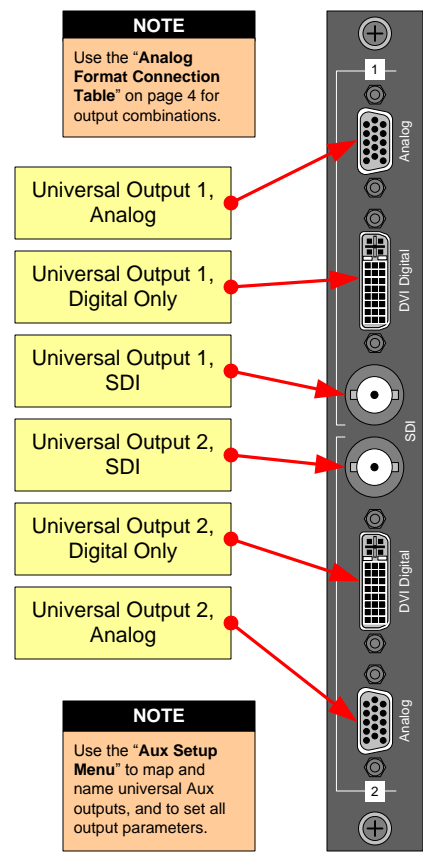 NOTE
Use the “Analog
Format Connection
Table” on page 4 for
output combinations.
1
Analog
Universal Output 1,
Analog
DVI Digital
Universal Output 1,
Digital Only
Universal Output 1,
SDI
SDI
Universal Output 2,
SDI
Universal Output 2,
Digital Only
DVI Digital
Universal Output 2,
Analog
Analog
NOTE
Use the “Aux Setup
Menu” to map and
name universal Aux
outputs, and to set all
output parameters.
2